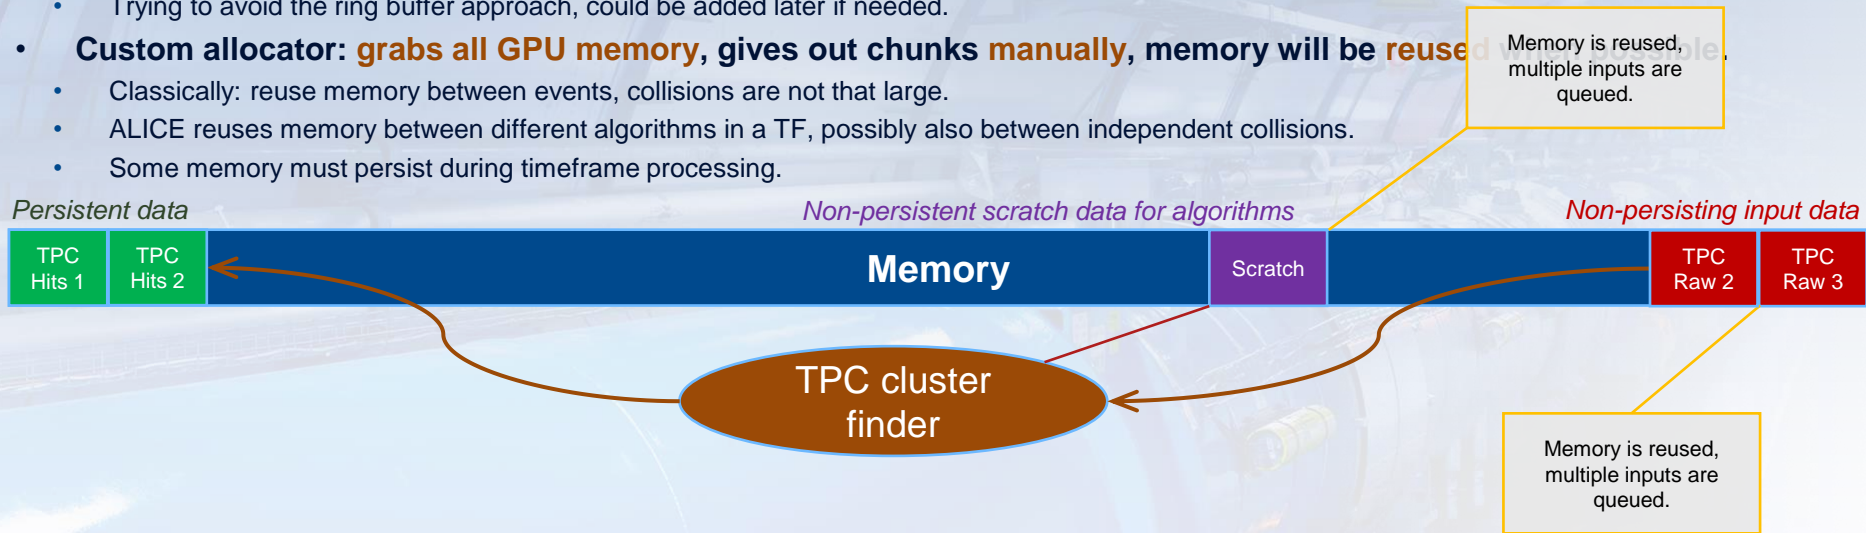 • Trying to avoid the ring buffer approach, could be added later if needed.
• Custom allocator: grabs all GPU memory, gives out chunks manually, memory will be reused when possible.
• Classically: reuse memory between events, collisions are not that large.
• ALICE reuses memory between different algorithms in a TF, possibly also between independent collisions.
• Some memory must persist during timeframe processing.
Memory is reused,
multiple inputs are
queued.
Persistent data
Non-persistent scratch data for algorithms
Non-persisting input data
TPC
Hits 1
TPC
Hits 2
Memory
Scratch
TPC
Raw 2
TPC
Raw 3
TPC cluster
finder
Memory is reused,
multiple inputs are
queued.